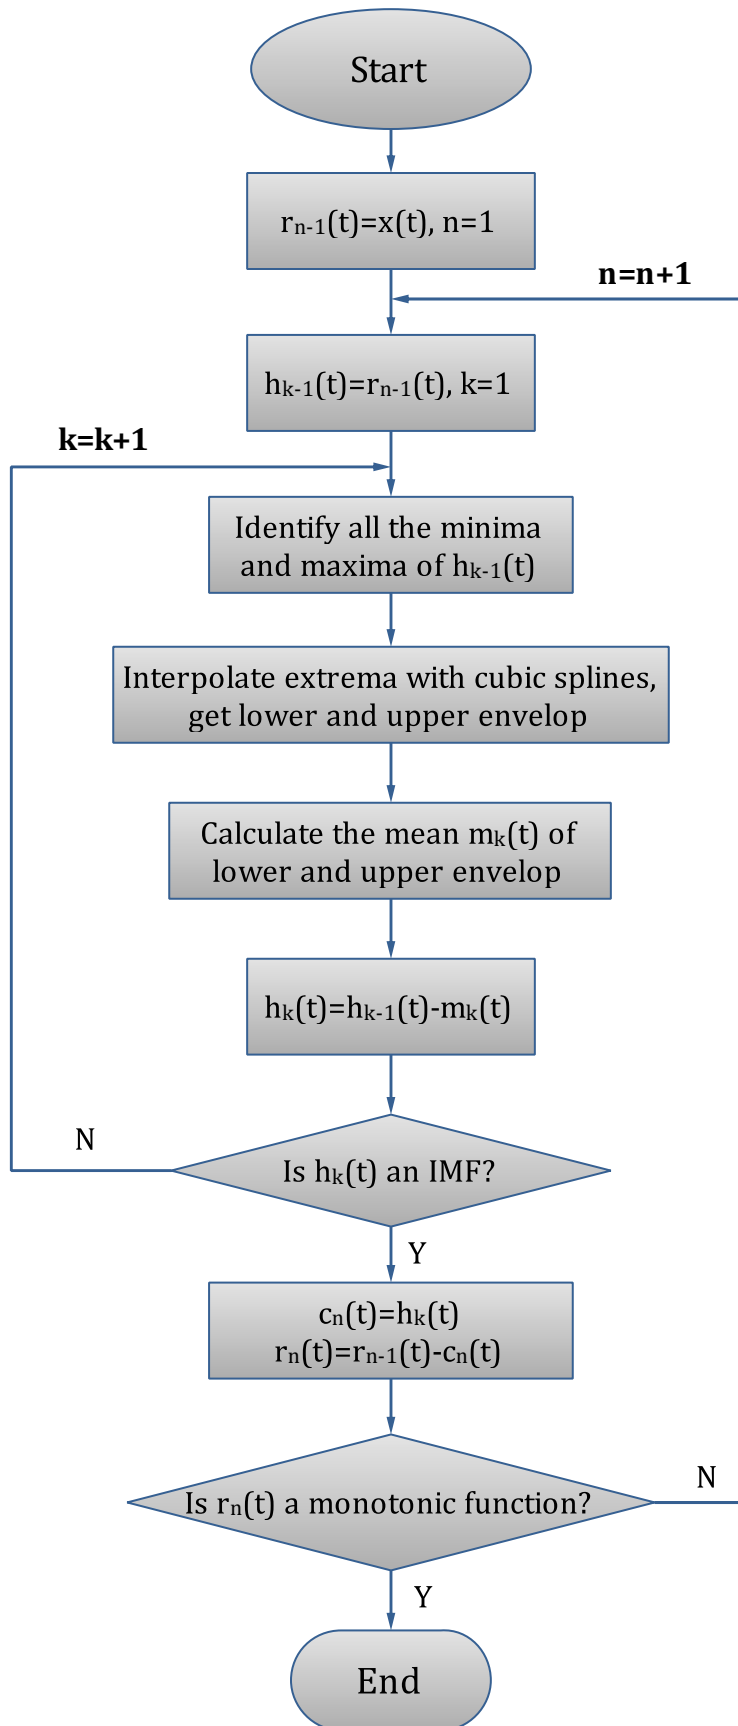 Start
rₙ₋₁(t)=x(t), n=1
n=n+1
hₖ₋₁(t)=rₙ₋₁(t), k=1
k=k+1
Identify all the minima
and maxima of hₖ₋₁(t)
Interpolate extrema with cubic splines,
get lower and upper envelop
Calculate the mean mₖ(t) of
lower and upper envelop
hₖ(t)=hₖ₋₁(t)-mₖ(t)
N
Is hₖ(t) an IMF?
Y
cₙ(t)=hₖ(t)
rₙ(t)=rₙ₋₁(t)-cₙ(t)
N
Is rₙ(t) a monotonic function?
Y
End